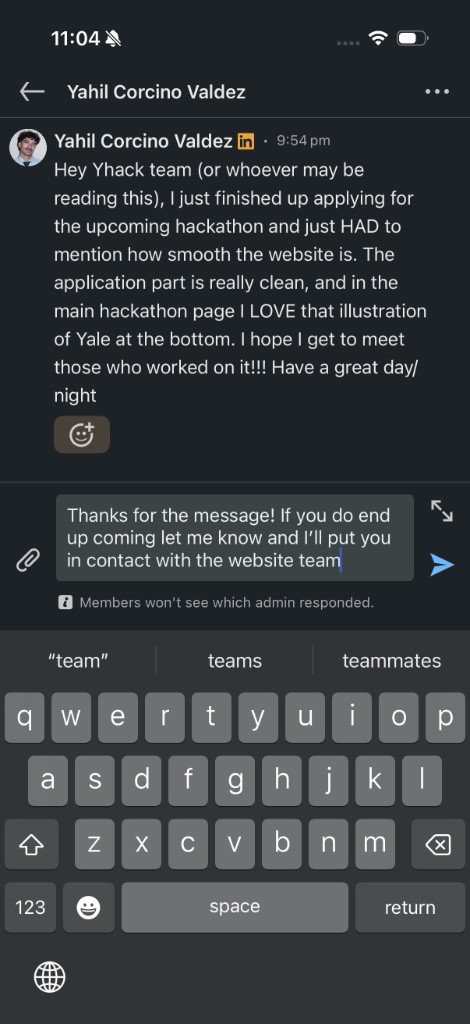 11:04
Yahil Corcino Valdez
Yahil Corcino Valdez in · 9:54 pm
Hey Yhack team (or whoever may be
reading this), I just finished up applying for
the upcoming hackathon and just HAD to
mention how smooth the website is. The
application part is really clean, and in the
main hackathon page I LOVE that illustration
of Yale at the bottom. I hope I get to meet
those who worked on it!!! Have a great day/
night
Thanks for the message! If you do end
up coming let me know and I'll put you
in contact with the website team
i Members won't see which admin responded.
"team" teams teammates
q w e r t y u i o p
a s d f g h j k l
z x c v b n m
123 space return